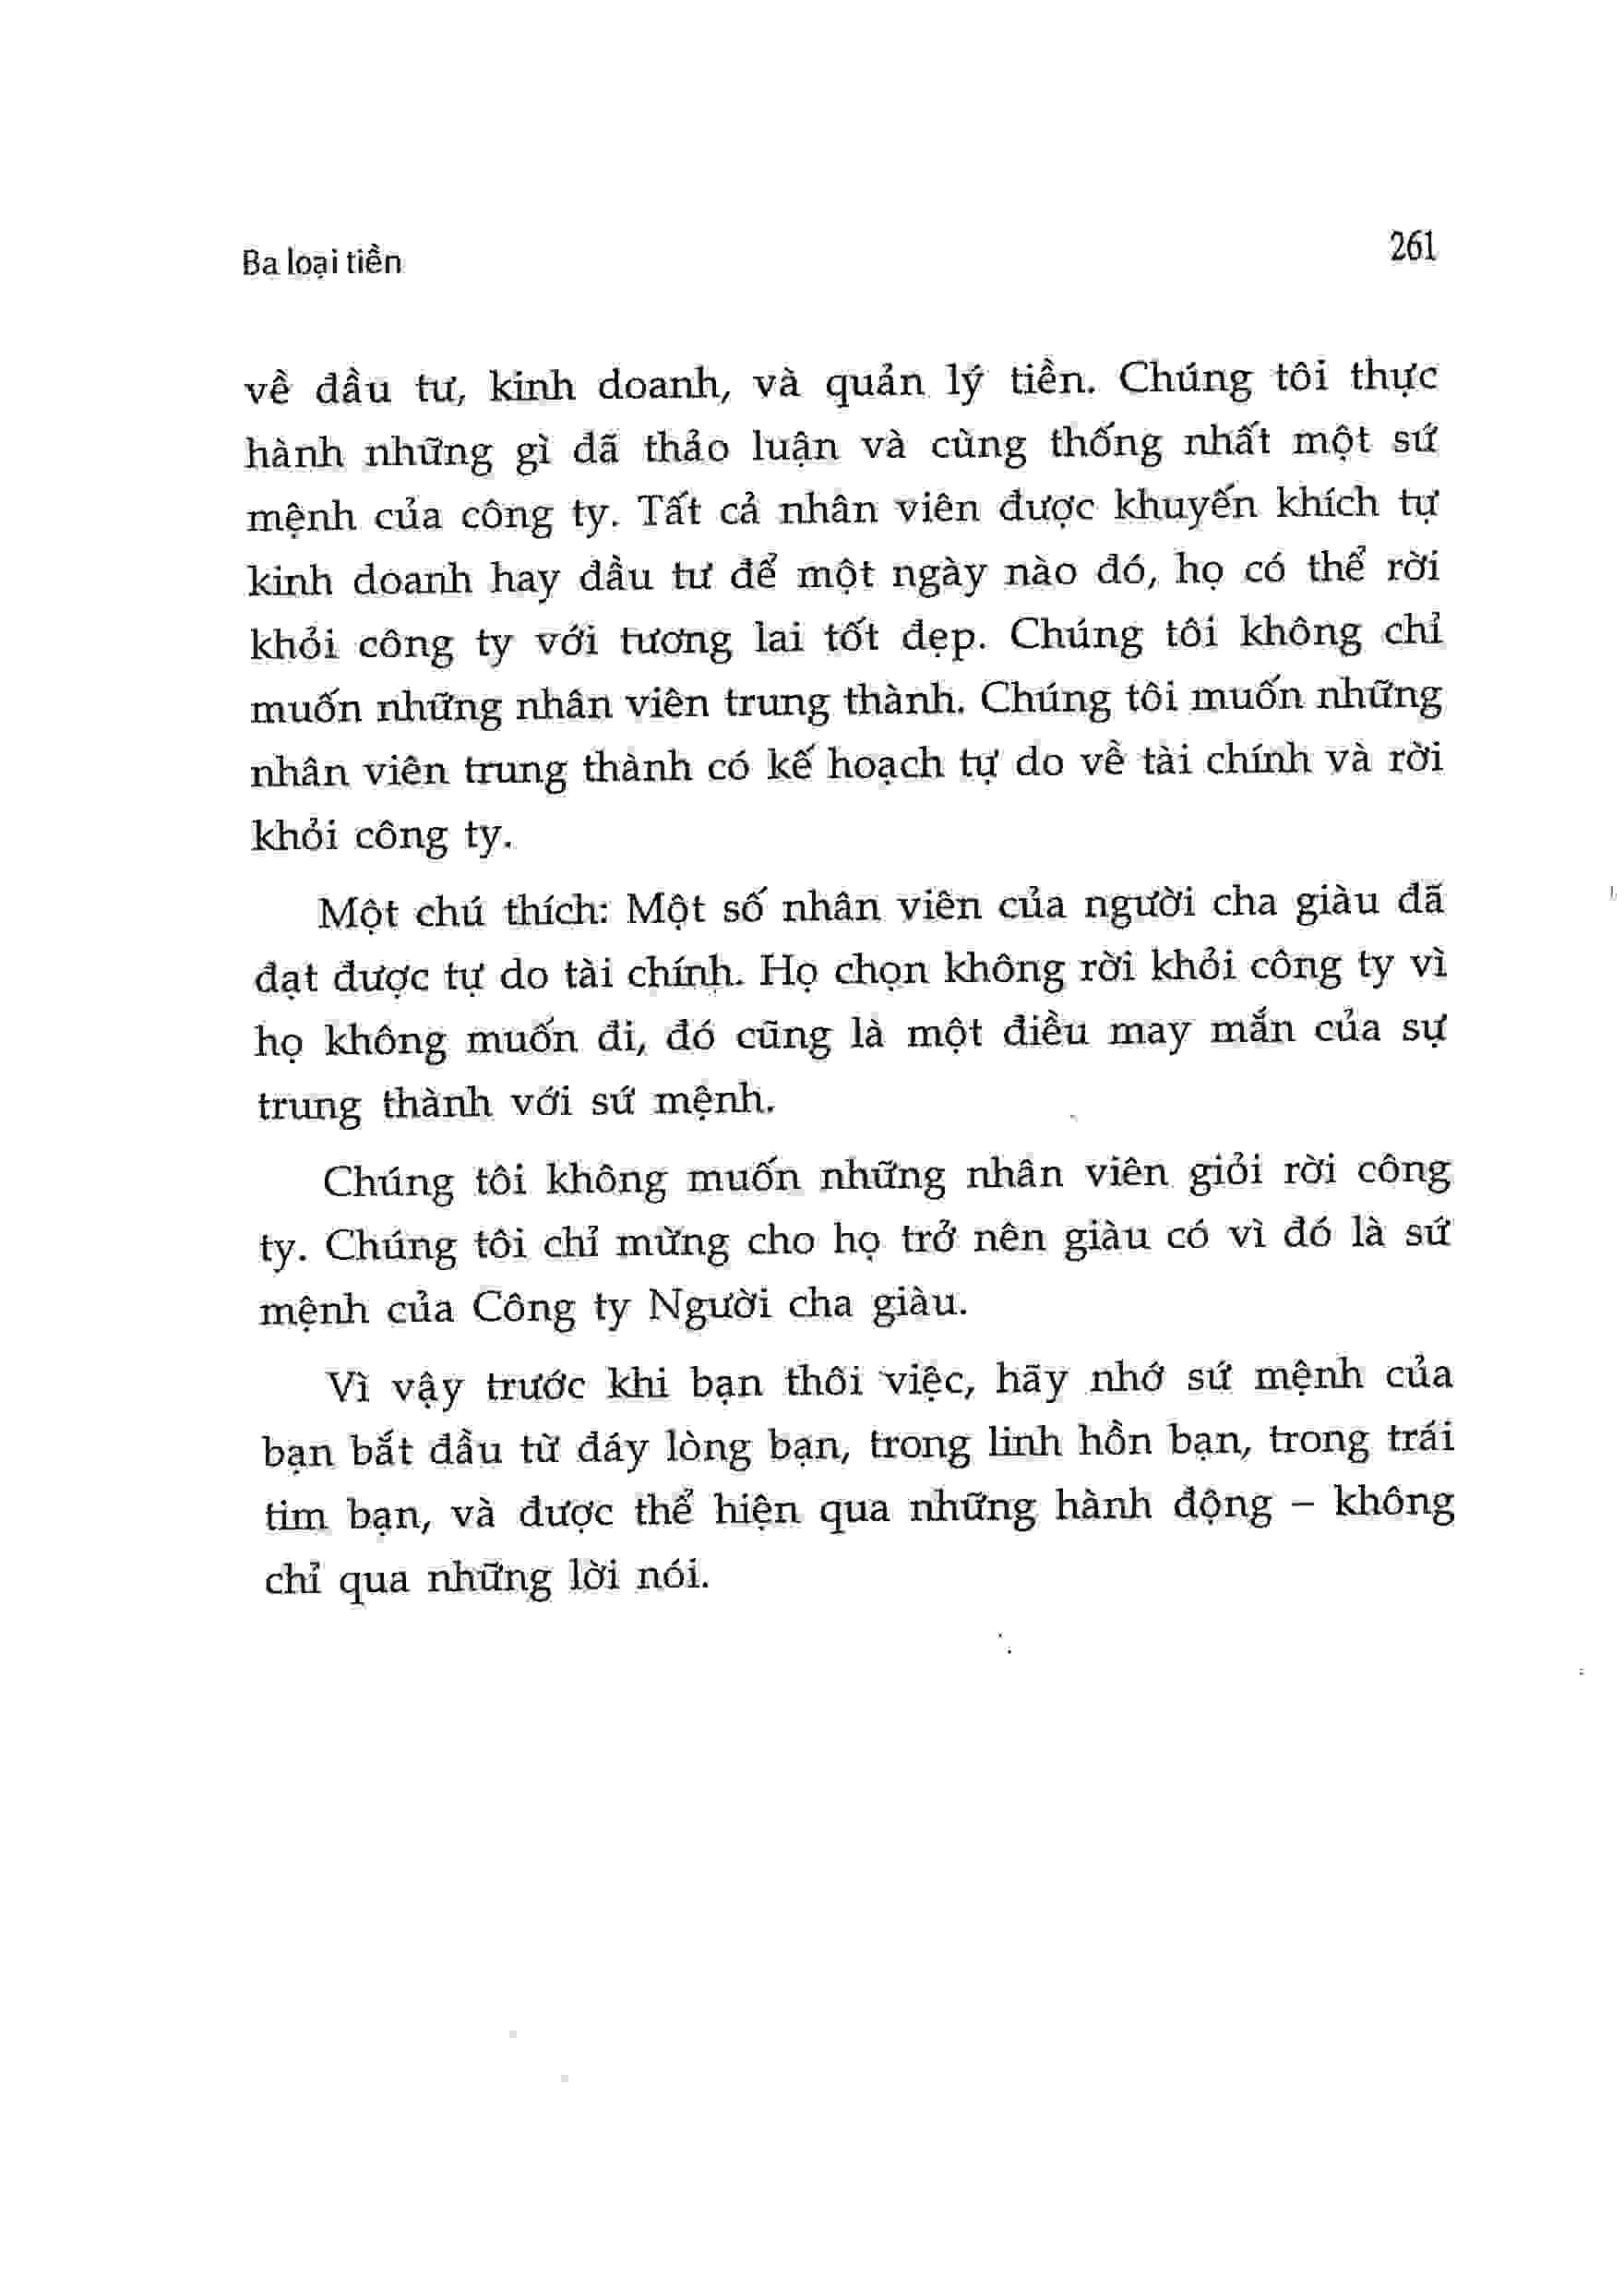 Ba loại tiền
261
về đầu tư, kinh doanh, và quản lý tiền. Chúng tôi thực
hành những gì đã thảo luận và cùng thống nhất một sứ
mệnh của công ty. Tất cả nhân viên được khuyến khích tự
kinh doanh hay đầu tư để một ngày nào đó, họ có thể rời
khỏi công ty với tương lai tốt đẹp. Chúng tôi không chỉ
muốn những nhân viên trung thành. Chúng tôi muốn những
nhân viên trung thành có kế hoạch tự do về tài chính và rời
khỏi công ty.
Một chú thích: Một số nhân viên của người cha giàu đã
đạt được tự do tài chính. Họ chọn không rời khỏi công ty vì
họ không muốn đi, đó cũng là một điều may mắn của sự
trung thành với sứ mệnh.
Chúng tôi không muốn những nhân viên giỏi rời công
ty. Chúng tôi chỉ mừng cho họ trở nên giàu có vì đó là sứ
mệnh của Công ty Người cha giàu.
Vì vậy trước khi bạn thôi việc, hãy nhớ sứ mệnh của
bạn bắt đầu từ đáy lòng bạn, trong linh hồn bạn, trong trái
tim bạn, và được thể hiện qua những hành động – không
chỉ qua những lời nói.